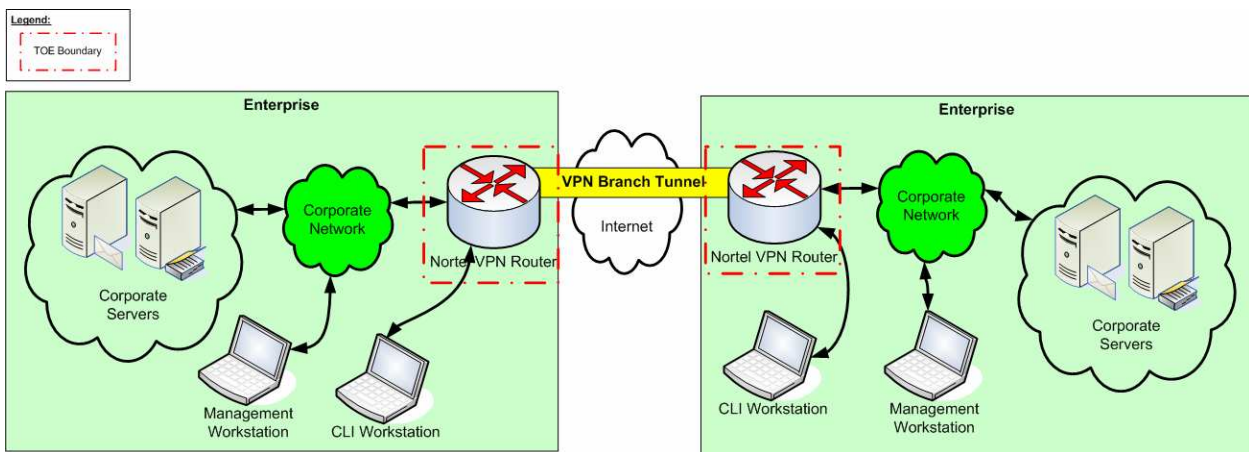 Legend:
TOE Boundary
Enterprise
Corporate
Servers
Corporate
Network
Nortel VPN Router
Management
Workstation
CLI Workstation
VPN Branch Tunnel
Internet
Enterprise
Nortel VPN Router
Corporate
Network
CLI Workstation
Management
Workstation
Corporate
Servers